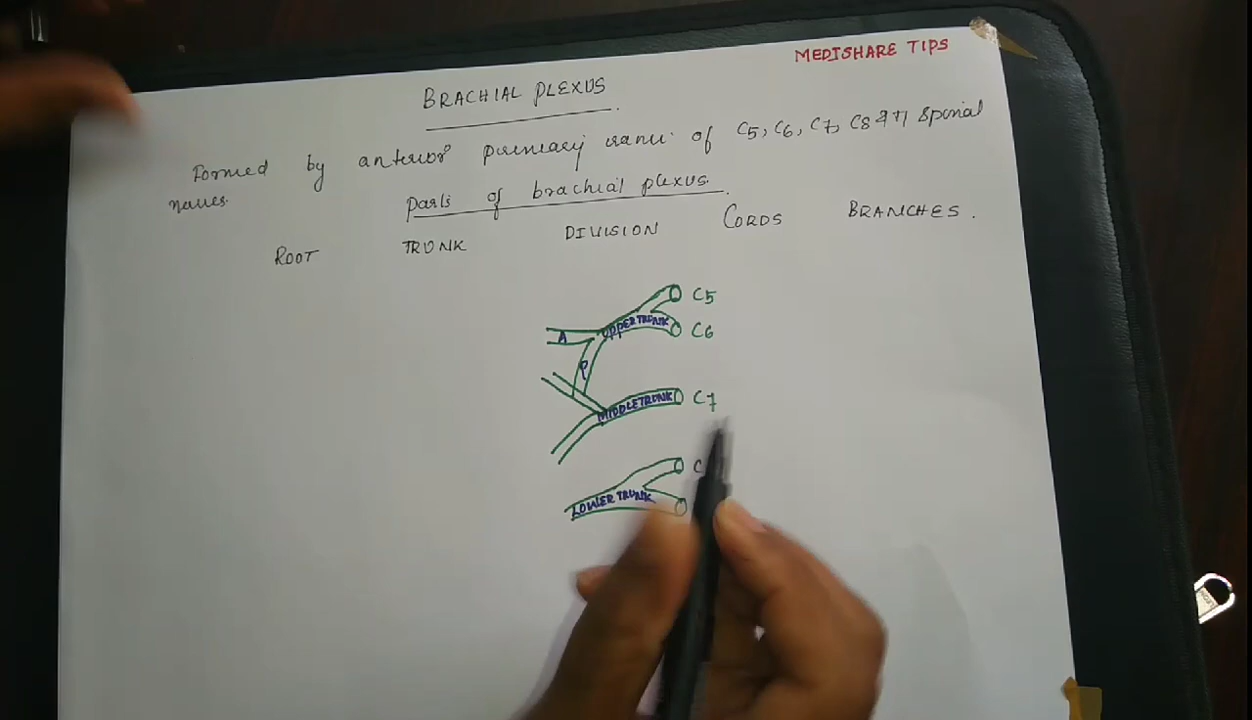 MEDISHARE TIPS
BRACHIAL PLEXUS
Formed by anterior primary rami of C5, C6, C7, C8 & T1 Spinal
nerves.
Parts of brachial plexus.
ROOT TRUNK DIVISION CORDS BRANCHES.
C5
A UPPER TRUNK C6
P
MIDDLE TRUNK C7
C
LOWER TRUNK